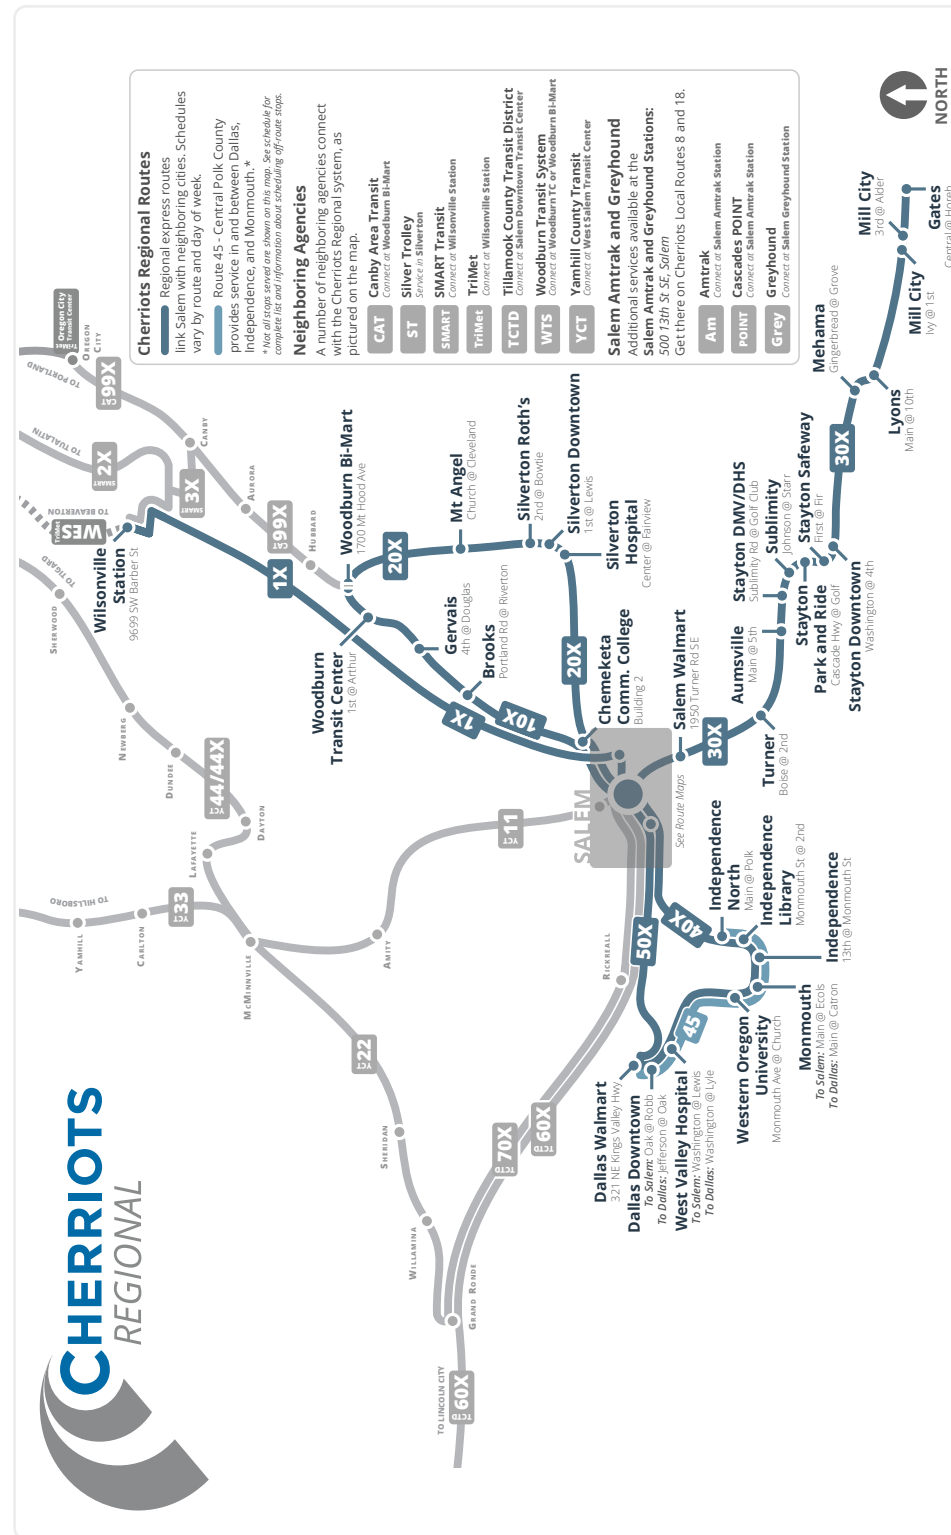 CHERRIOTS
REGIONAL
Cherriots Regional Routes
Regional express routes
link Salem with neighboring cities. Schedules
vary by route and day of week.
Route 45 - Central Polk County
provides service in and between Dallas,
Independence, and Monmouth. *
* Not all stops served are shown on this map. See schedule for
complete list and information about scheduling off-route stops.
Neighboring Agencies
A number of neighboring agencies connect
with the Cherriots Regional system, as
pictured on the map.
CAT
Canby Area Transit
Connect at Woodburn Bi-Mart
ST
Silver Trolley
Service in Silverton
SMART
SMART Transit
Connect at Wilsonville Station
TriMet
TriMet
Connect at Wilsonville Station
TCTD
Tillamook County Transit District
Connect at Salem Downtown Transit Center
WTS
Woodburn Transit System
Connect at Woodburn TC or Woodburn Bi-Mart
YCT
Yamhill County Transit
Connect at West Salem Transit Center
Salem Amtrak and Greyhound
Additional services available at the
Salem Amtrak and Greyhound Stations:
500 13th St SE, Salem
Get there on Cherriots Local Routes 8 and 18.
Am
Amtrak
Connect at Salem Amtrak Station
POINT
Cascades POINT
Connect at Salem Amtrak Station
Grey
Greyhound
Connect at Salem Greyhound Station
NORTH
TO PORTLAND
TriMet
Oregon City
Transit Center
OREGON
CITY
CAT
99X
TO TUALATIN
SMART
2X
CANBY
SMART
3X
AURORA
CAT
99X
HUBBARD
TO BEAVERTON
TriMet
WES
Wilsonville
Station
9699 SW Barber St
TO TIGARD
SHERWOOD
NEWBERG
DUNDEE
YCT
44/44X
DAYTON
LAFAYETTE
TO HILLSBORO
YAMHILL
CARLTON
YCT
33
MCMINNVILLE
AMITY
YCT
11
YCT
22
SHERIDAN
WILLAMINA
GRAND RONDE
TO LINCOLN CITY
TCTD
60X
TCTD
70X
TCTD
60X
RICKREALL
1X
Woodburn Bi-Mart
1700 Mt Hood Ave
20X
Mt Angel
Church @ Cleveland
Silverton Roth's
2nd @ Bowtie
Silverton Downtown
1st @ Lewis
Silverton
Hospital
Center @ Fairview
20X
Woodburn
Transit Center
1st @ Arthur
Gervais
4th @ Douglas
Brooks
Portland Rd @ Riverton
1X
10X
Chemeketa
Comm. College
Building 2
SALEM
See Route Maps
Salem Walmart
1950 Turner Rd SE
30X
Turner
Boise @ 2nd
Aumsville
Main @ 5th
Stayton DMV/DHS
Sublimity Rd @ Golf Club
Sublimity
Johnson @ Starr
Stayton Safeway
First @ Fir
Stayton
Park and Ride
Cascade Hwy @ Golf
Stayton Downtown
Washington @ 4th
30X
Mehama
Gingerbread @ Grove
Lyons
Main @ 10th
Mill City
3rd @ Alder
Mill City
Ivy @ 1st
Gates
50X
40X
45
Independence
North
Main @ Polk
Independence
Library
Monmouth St @ 2nd
Independence
13th @ Monmouth St
Monmouth
To Salem: Main @ Ecols
To Dallas: Main @ Catron
Western Oregon
University
Monmouth Ave @ Church
Dallas Walmart
321 NE Kings Valley Hwy
Dallas Downtown
To Salem: Oak @ Robb
To Dallas: Jefferson @ Oak
West Valley Hospital
To Salem: Washington @ Lewis
To Dallas: Washington @ Lyle